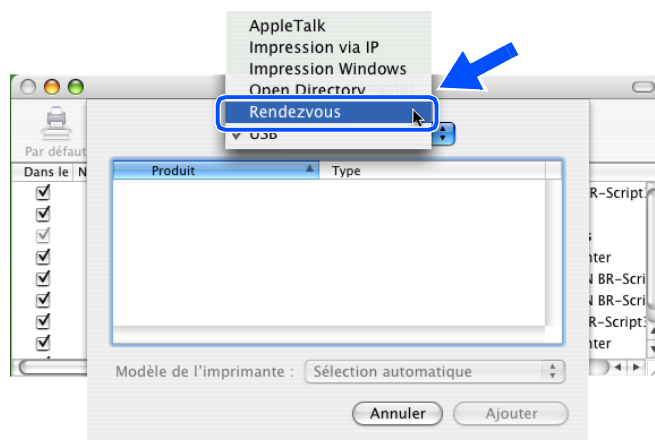 AppleTalk
Impression via IP
Impression Windows
Open Directory
Rendezvous
USB
Par défaut
Dans le N
Produit Type
BR-Script
nter
BR-Scri
BR-Scri
R-Script
nter
Modèle de l'imprimante : Sélection automatique
Annuler Ajouter